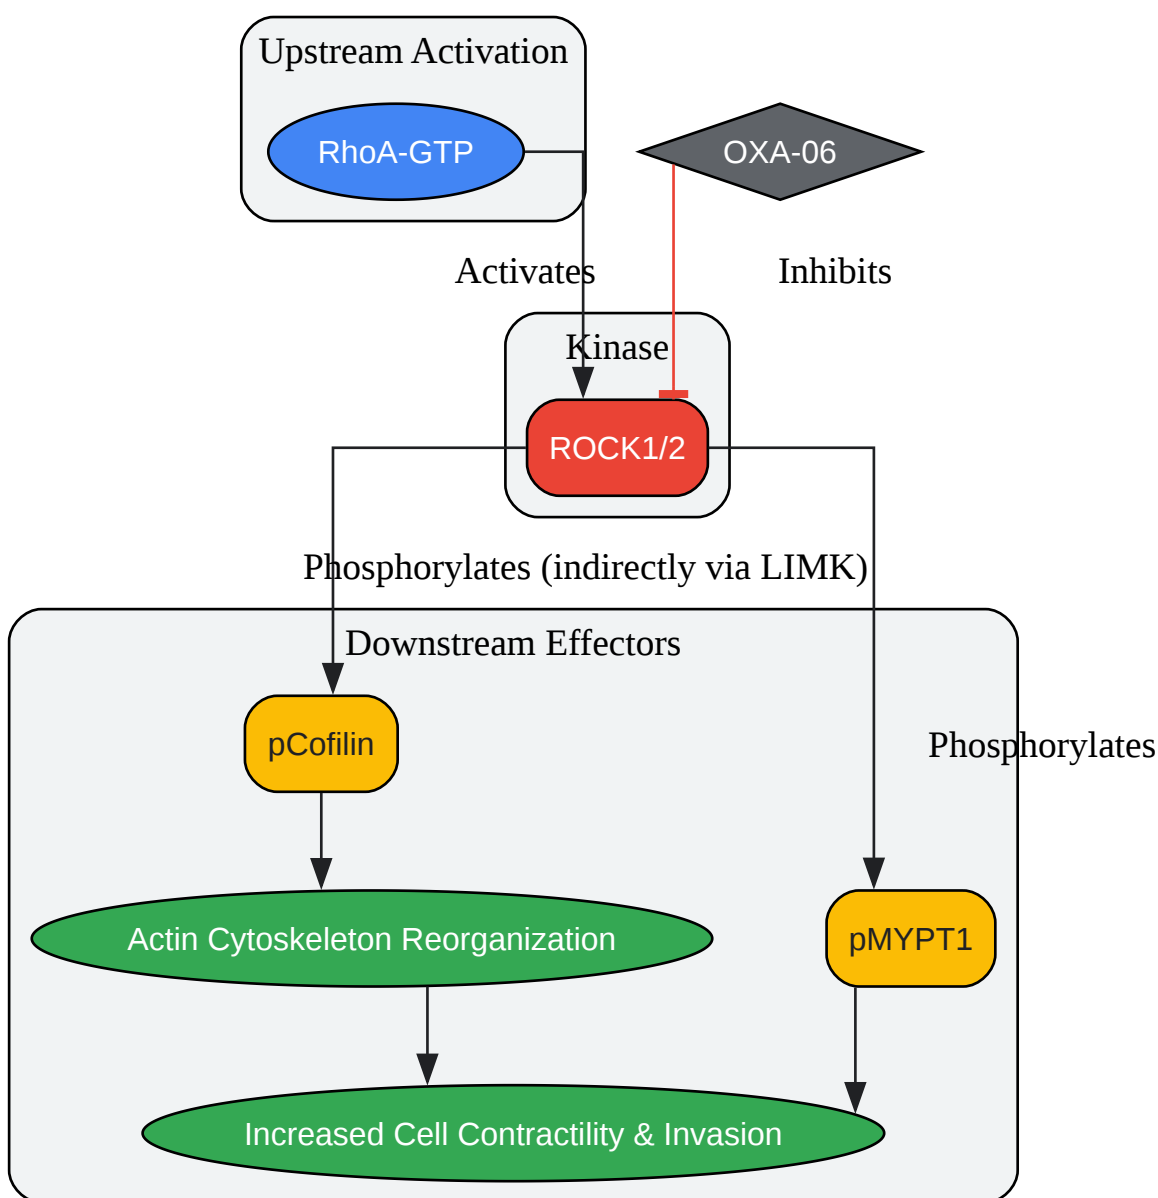 Upstream Activation
RhoA-GTP
OXA-06
Activates
Inhibits
Kinase
ROCK1/2
Phosphorylates (indirectly via LIMK)
Downstream Effectors
pCofilin
Phosphorylates
Actin Cytoskeleton Reorganization
pMYPT1
Increased Cell Contractility & Invasion